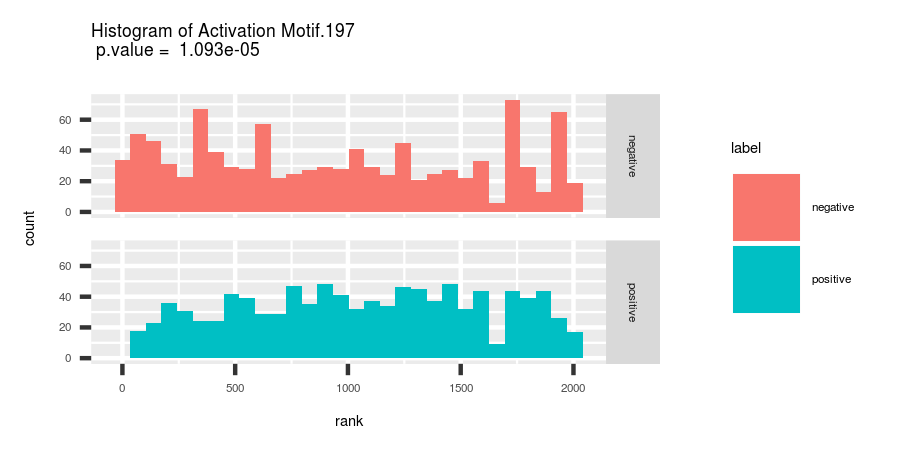 Histogram of Activation Motif.197
p.value = 1.093e-05
count
60
40
20
0
negative
60
40
20
0
positive
0 500 1000 1500 2000
rank
label
negative
positive